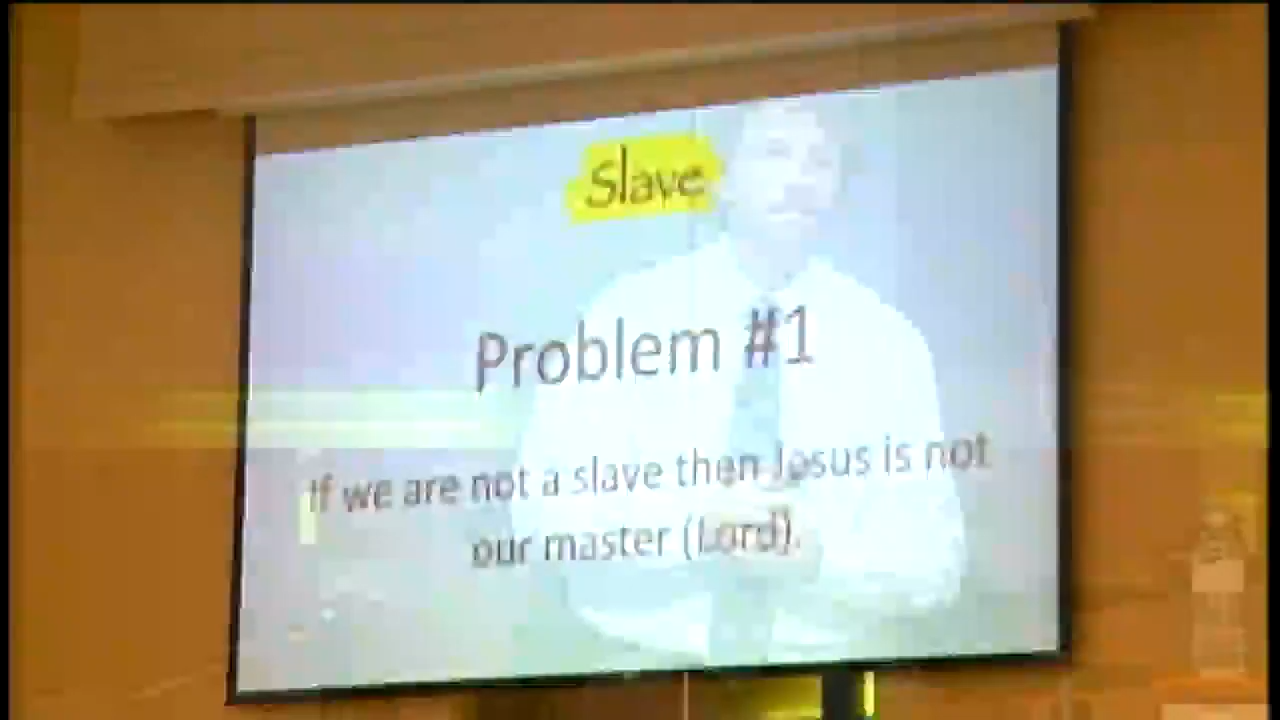 Slave
Problem #1
If we are not a slave then Jesus is not
our master (Lord).